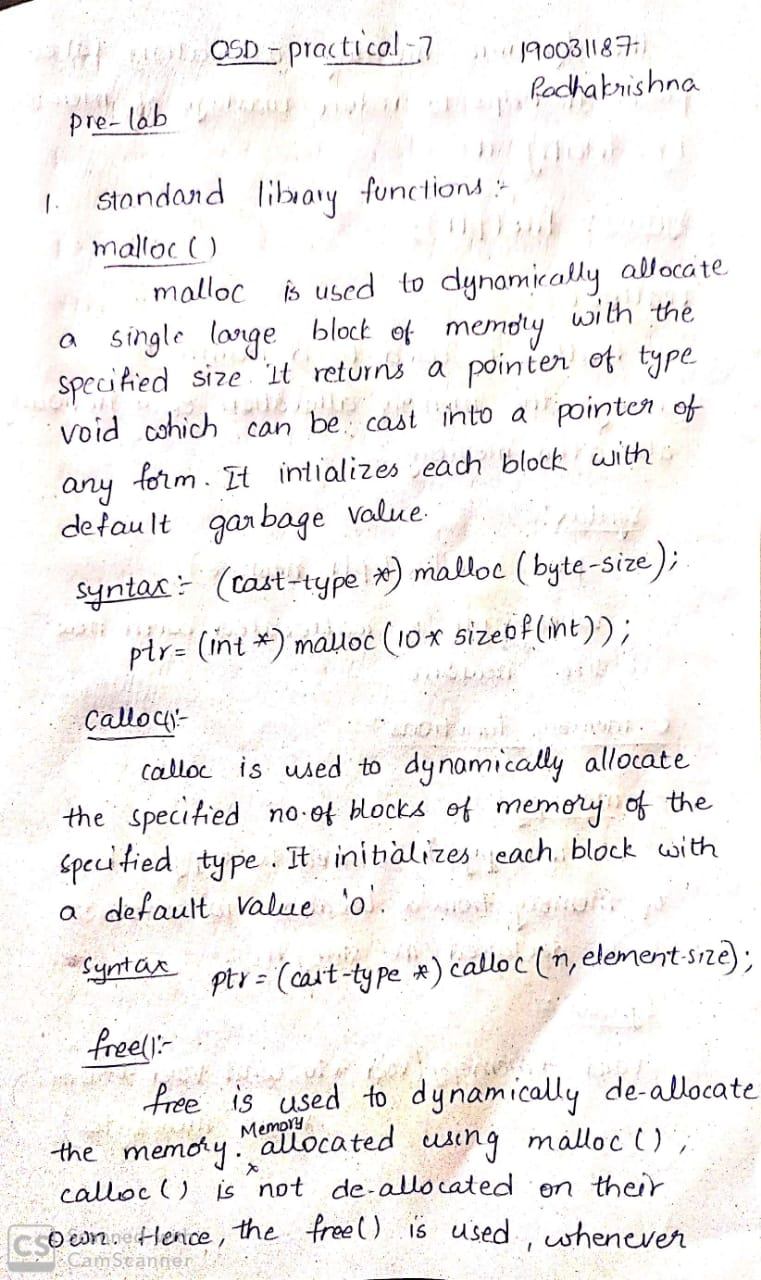 OSD - practical-7 190031187
Radhakrishna
pre-lab
1. standard library functions :-
malloc ()
malloc is used to dynamically allocate
a single large block of memory with the
specified size. It returns a pointer of type
void which can be cast into a pointer of
any form. It intializes each block with
default garbage value.
syntax :- (cast-type *) malloc (byte-size);
ptr = (int *) malloc (10 * sizeof(int));
Calloc():-
calloc is used to dynamically allocate
the specified no. of blocks of memory of the
specified type. It initializes each block with
a default value '0'.
Syntax ptr = (cast-type *) calloc (n, element-size);
free():-
free is used to dynamically de-allocate
the memory. Memory allocated using malloc (),
calloc () is not de-allocated on their
own. Hence, the free() is used, whenever
CS Scanned with
CamScanner